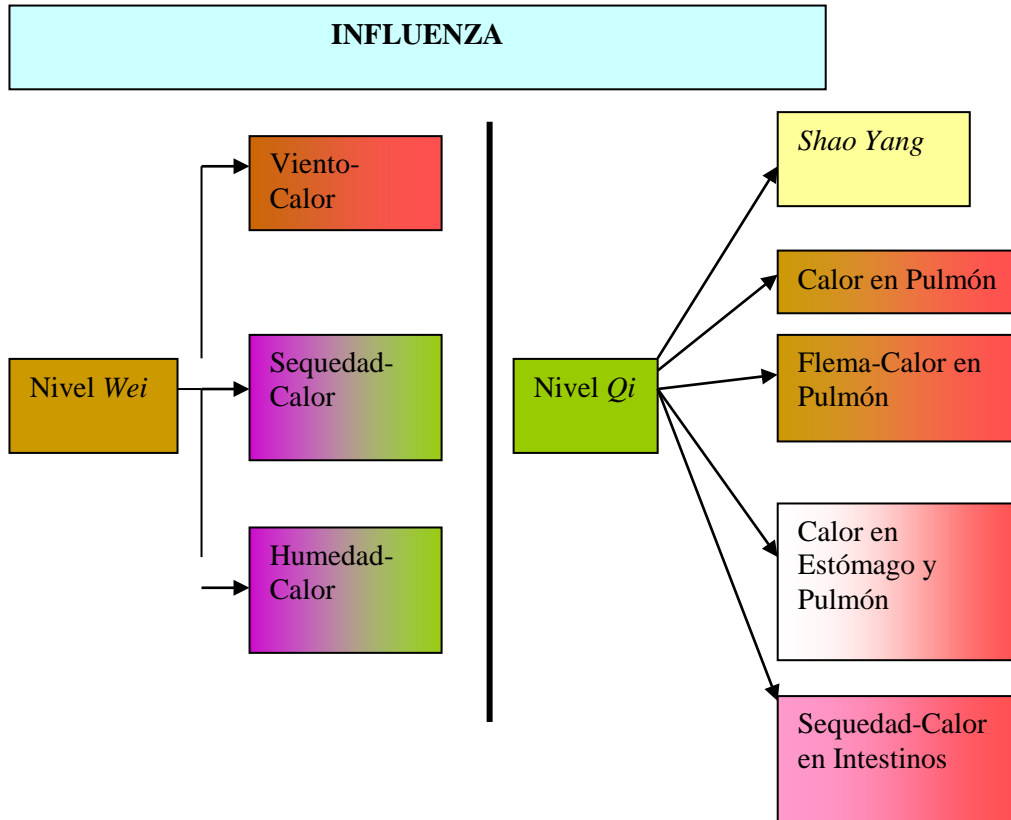 INFLUENZA
Viento-
Calor
Nivel Wei
Sequedad-
Calor
Humedad-
Calor
Nivel Qi
Shao Yang
Calor en Pulmón
Flema-Calor en
Pulmón
Calor en
Estómago y
Pulmón
Sequedad-Calor
en Intestinos